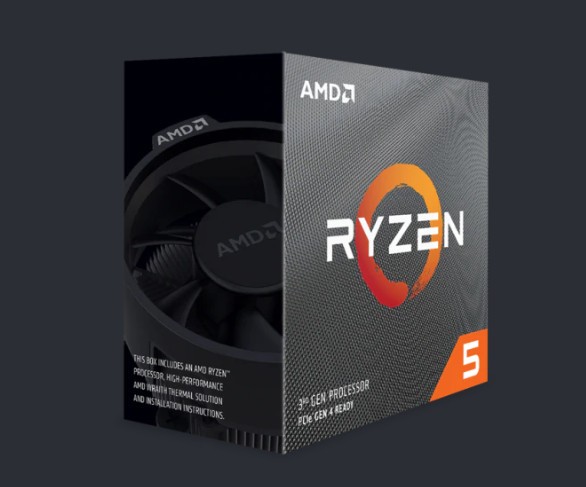 AMD
AMD
THIS BOX INCLUDES AN AMD RYZEN™
PROCESSOR, HIGH-PERFORMANCE
AMD WRAITH THERMAL SOLUTION
AND INSTALLATION INSTRUCTIONS.
AMD
RYZEN
5
3RD GEN PROCESSOR
PCIe GEN 4 READY